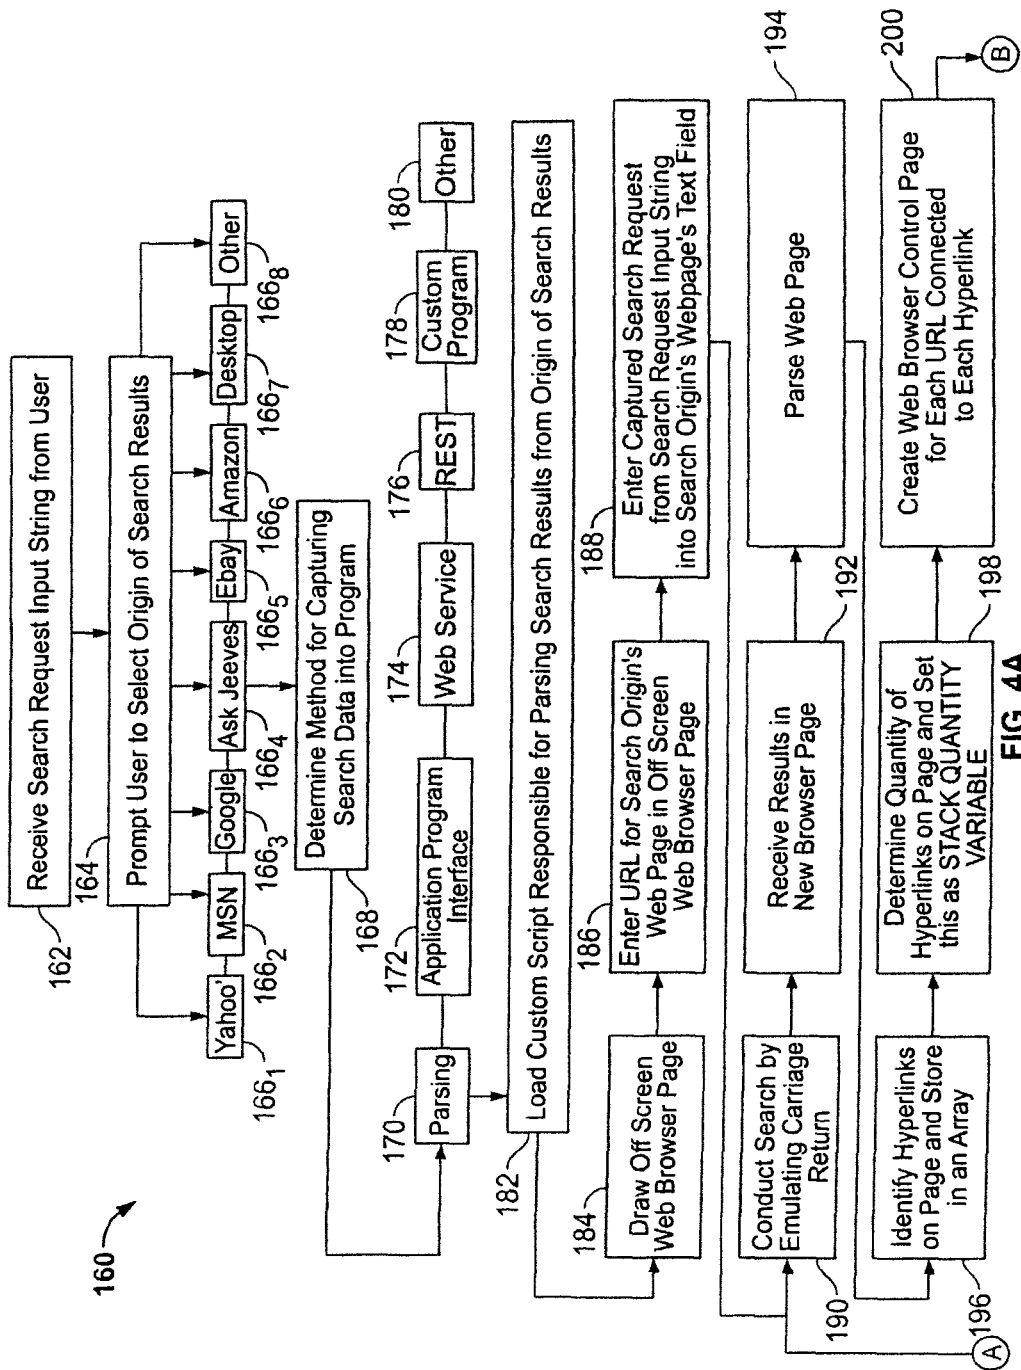 160
162
Receive Search Request Input String from User
164
Prompt User to Select Origin of Search Results
Yahoo'
MSN
Google
Ask Jeeves
Ebay
Amazon
Desktop
Other
166₁
166₂
166₃
166₄
166₅
166₆
166₇
166₈
Determine Method for Capturing
Search Data into Program
168
170
Parsing
172
Application Program
Interface
174
Web Service
176
REST
178
Custom
Program
180
Other
182
Load Custom Script Responsible for Parsing Search Results from Origin of Search Results
184
Draw Off Screen
Web Browser Page
186
Enter URL for Search Origin's
Web Page in Off Screen
Web Browser Page
188
Enter Captured Search Request
from Search Request Input String
into Search Origin's Webpage's Text Field
Conduct Search by
Emulating Carriage
Return
190
Receive Results in
New Browser Page
192
Parse Web Page
194
Identify Hyperlinks
on Page and Store
in an Array
196
Determine Quantity of
Hyperlinks on Page and Set
this as STACK QUANTITY
VARIABLE
198
Create Web Browser Control Page
for Each URL Connected
to Each Hyperlink
200
A
B
FIG. 4A